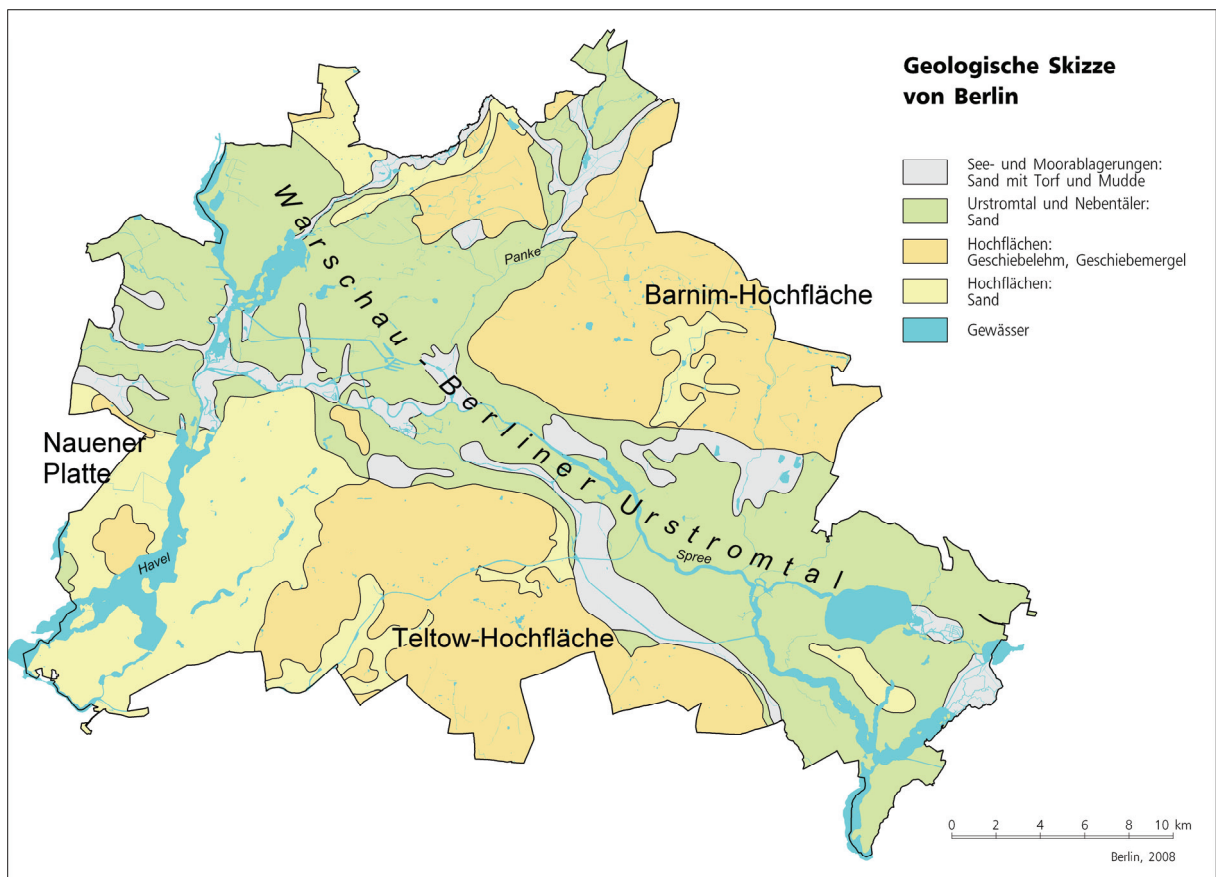 Geologische Skizze
von Berlin
See- und Moorablagerungen:
Sand mit Torf und Mudde
Urstromtal und Nebentäler:
Sand
Hochflächen:
Geschiebelehm, Geschiebemergel
Hochflächen:
Sand
Gewässer
Warschau - Berliner Urstromtal
Panke
Barnim-Hochfläche
Nauener
Platte
Havel
Spree
Teltow-Hochfläche
0 2 4 6 8 10 km
Berlin, 2008